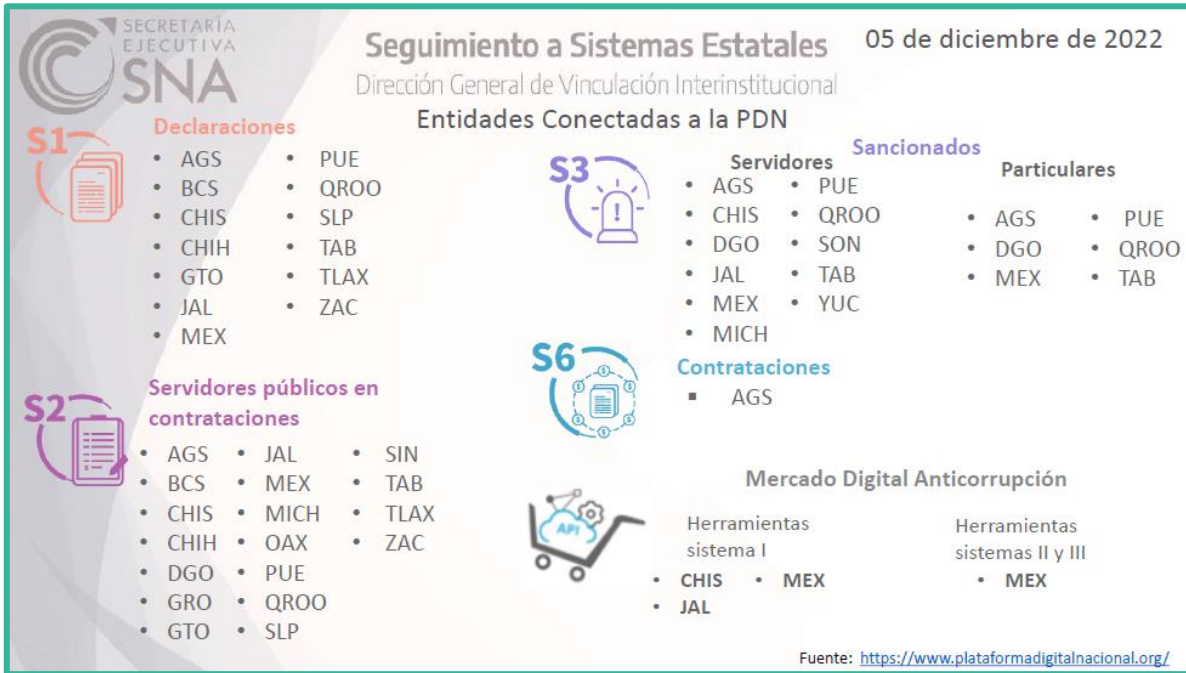 SECRETARÍA
EJECUTIVA
SNA
Seguimiento a Sistemas Estatales
05 de diciembre de 2022
Dirección General de Vinculación Interinstitucional
Entidades Conectadas a la PDN
S1
Declaraciones
• AGS • PUE
• BCS • QROO
• CHIS • SLP
• CHIH • TAB
• GTO • TLAX
• JAL • ZAC
• MEX
S2
Servidores públicos en
contrataciones
• AGS • JAL • SIN
• BCS • MEX • TAB
• CHIS • MICH • TLAX
• CHIH • OAX • ZAC
• DGO • PUE
• GRO • QROO
• GTO • SLP
S3
Sancionados
Servidores
• AGS • PUE
• CHIS • QROO
• DGO • SON
• JAL • TAB
• MEX • YUC
• MICH
Particulares
• AGS • PUE
• DGO • QROO
• MEX • TAB
S6
Contrataciones
▪ AGS
Mercado Digital Anticorrupción
API
Herramientas
sistema I
• CHIS • MEX
• JAL
Herramientas
sistemas II y III
• MEX
Fuente: https://www.plataformadigitalnacional.org/